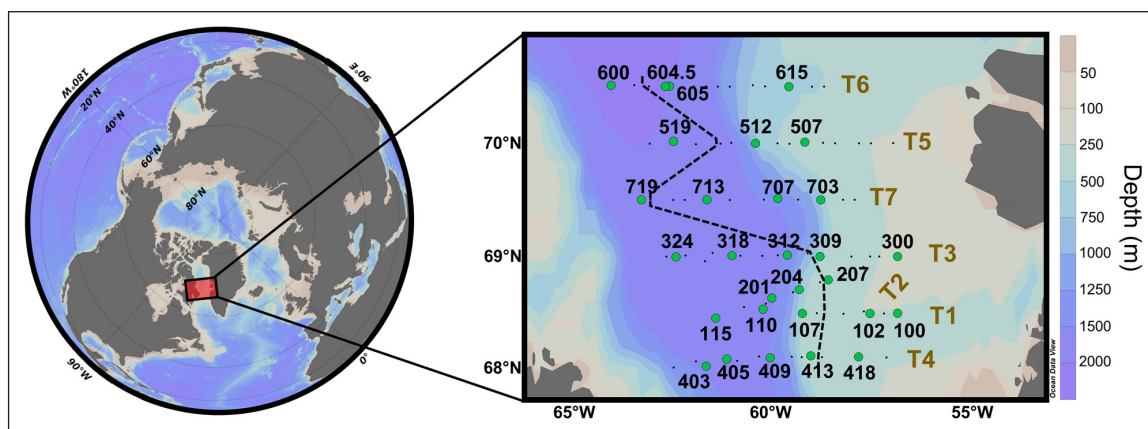 180°W
90°E
20°N
40°N
60°N
80°N
90°W
0°
600 604.5 615 T6
605
519 512 507 T5
70°N
719 713 707 703 T7
324 318 312 309 300 T3
69°N
201 204 207 T2
115 110 107 102 100 T1
403 405 409 413 418 T4
68°N
65°W 60°W 55°W
Ocean Data View
50
100
250
500
750
1000
1250
1500
2000
Depth (m)